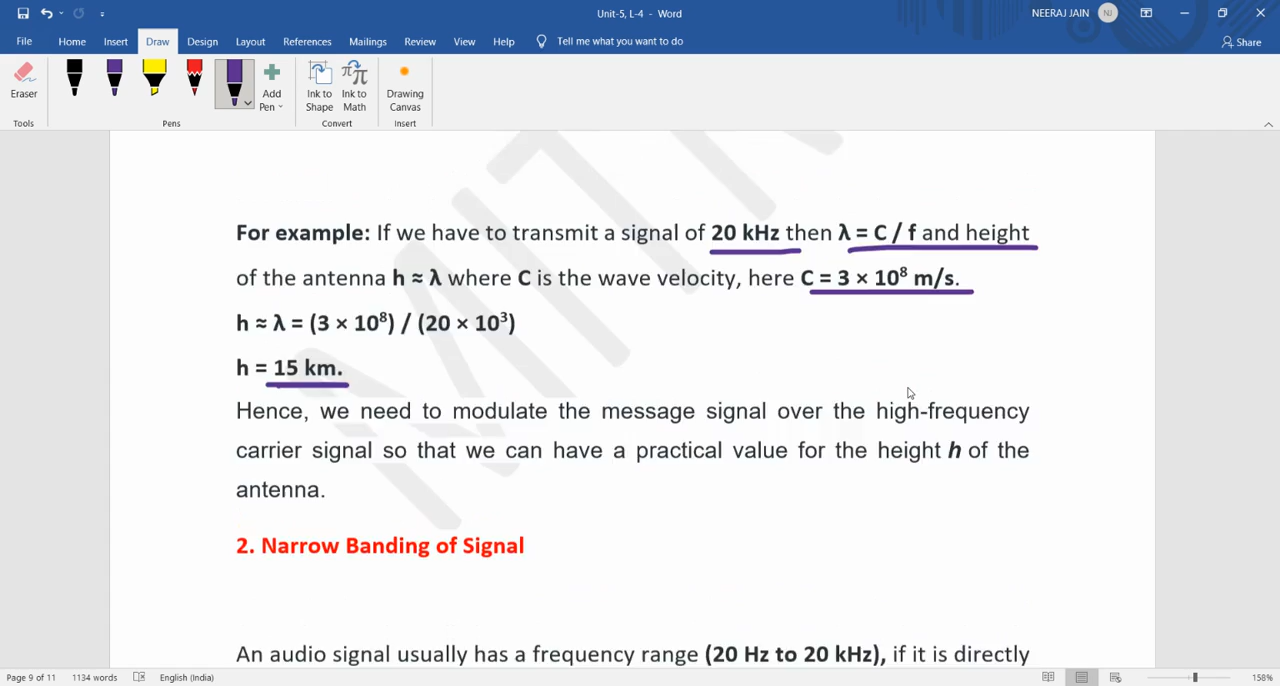 Unit-5, L-4 - Word
NEERAJ JAIN NJ
File Home Insert Draw Design Layout References Mailings Review View Help Tell me what you want to do Share
Eraser Add Pen Ink to Shape Ink to Math Drawing Canvas
Tools Pens Convert Insert
MIT
For example: If we have to transmit a signal of 20 kHz then λ = C / f and height
of the antenna h ≈ λ where C is the wave velocity, here C = 3 × 10⁸ m/s.
h ≈ λ = (3 × 10⁸) / (20 × 10³)
h = 15 km.
Hence, we need to modulate the message signal over the high-frequency
carrier signal so that we can have a practical value for the height h of the
antenna.
2. Narrow Banding of Signal
An audio signal usually has a frequency range (20 Hz to 20 kHz), if it is directly
Page 9 of 11 1134 words English (India) 158%